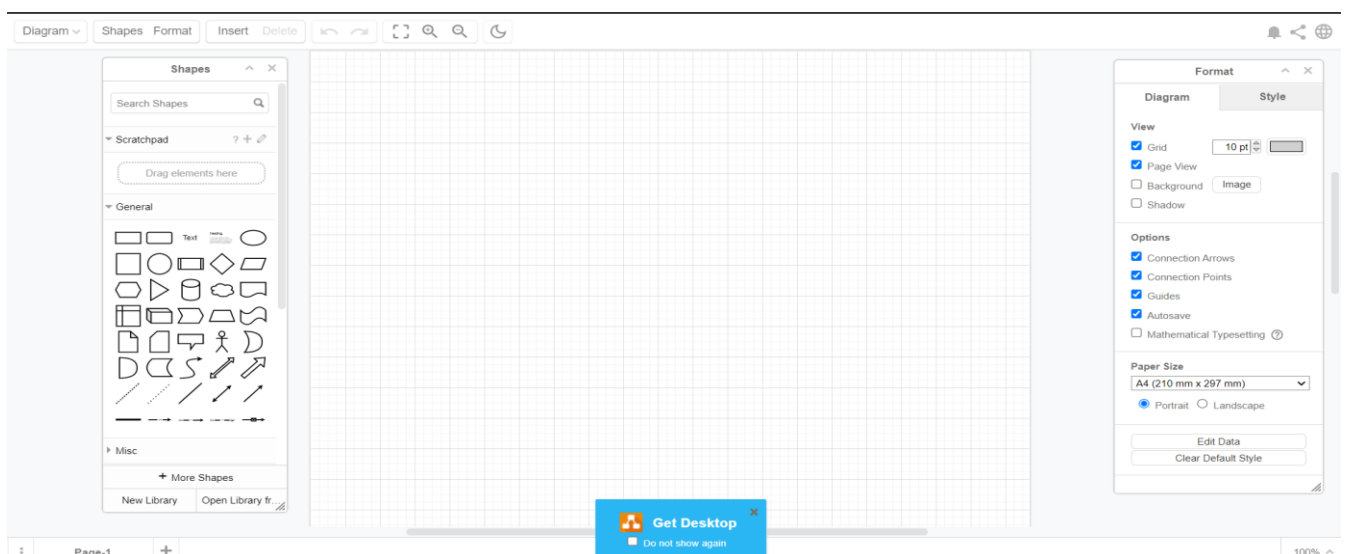 Diagram Shapes Format Insert Delete
Shapes
Search Shapes
Scratchpad ? +
Drag elements here
General
Text Heading
Misc
+ More Shapes
New Library Open Library fr...
Format
Diagram Style
View
Grid 10 pt
Page View
Background Image
Shadow
Options
Connection Arrows
Connection Points
Guides
Autosave
Mathematical Typesetting ?
Paper Size
A4 (210 mm x 297 mm)
Portrait Landscape
Edit Data
Clear Default Style
Get Desktop
Do not show again
Page-1 +
100%